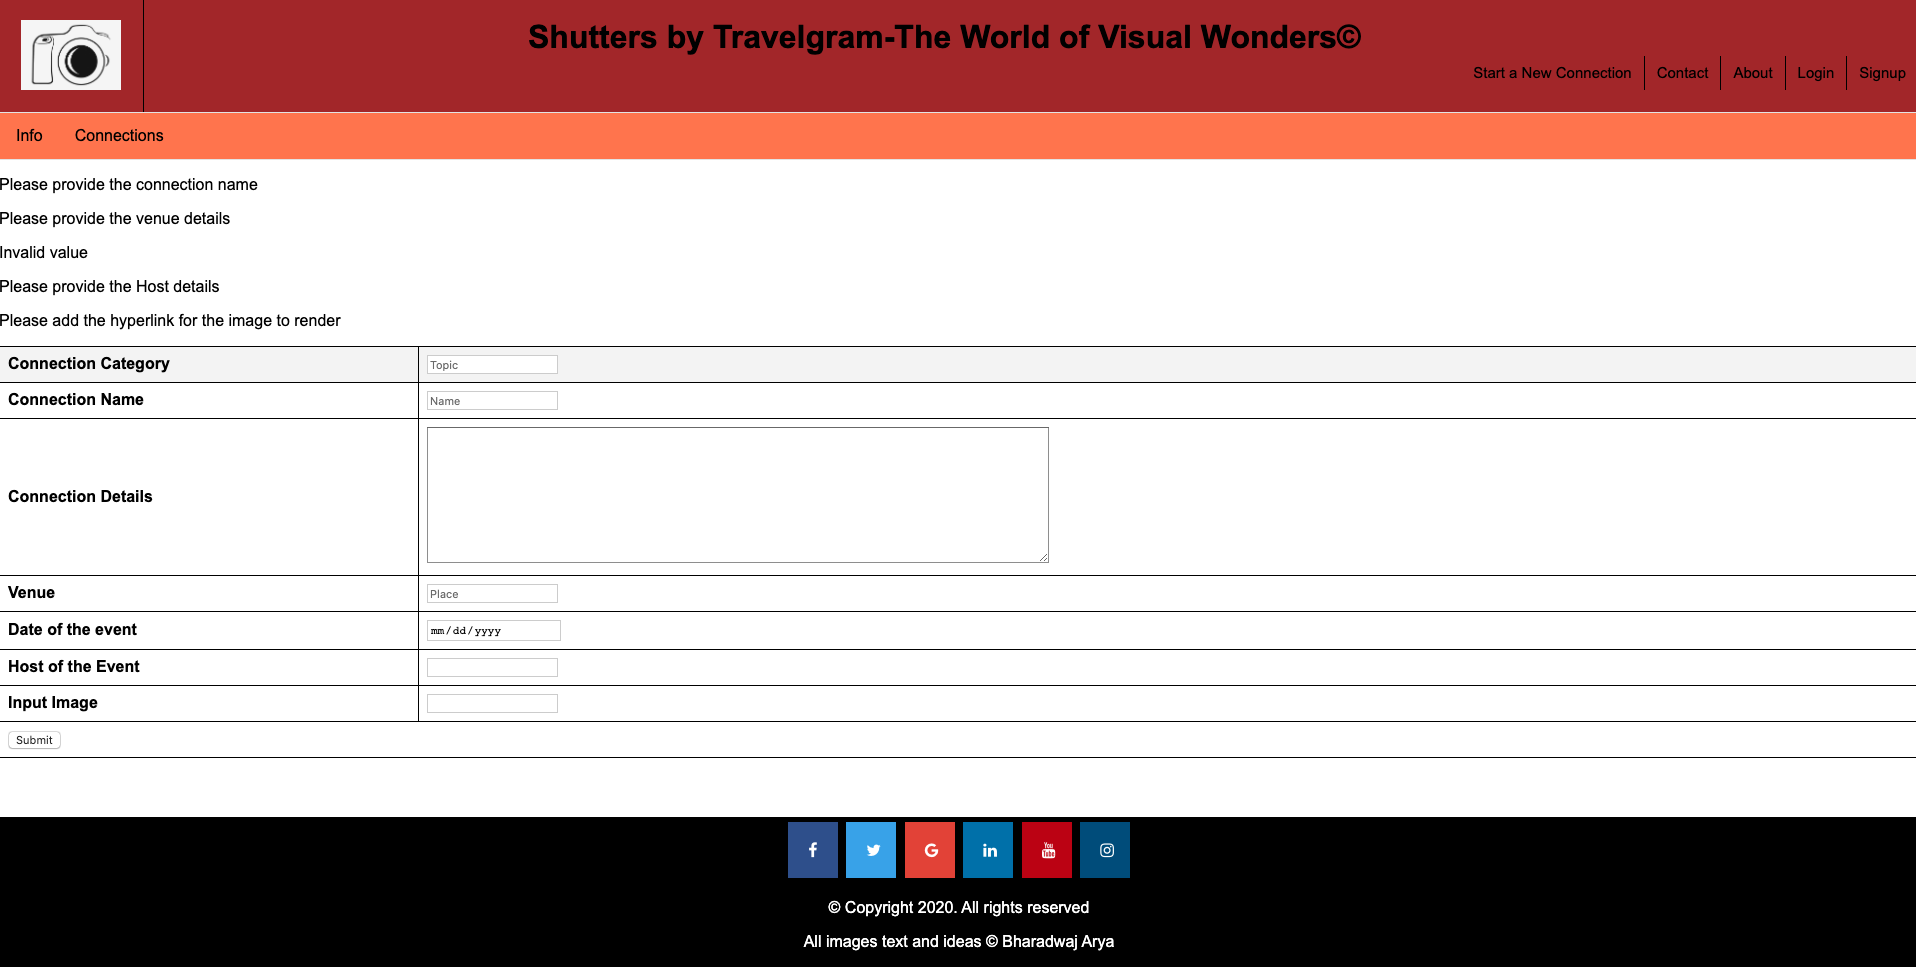 Shutters by Travelgram-The World of Visual Wonders©
Start a New Connection
Contact
About
Login
Signup
Info
Connections
Please provide the connection name
Please provide the venue details
Invalid value
Please provide the Host details
Please add the hyperlink for the image to render
Connection Category
Topic
Connection Name
Name
Connection Details
Venue
Place
Date of the event
mm/dd/yyyy
Host of the Event
Input Image
Submit
You
Tube
© Copyright 2020. All rights reserved
All images text and ideas © Bharadwaj Arya